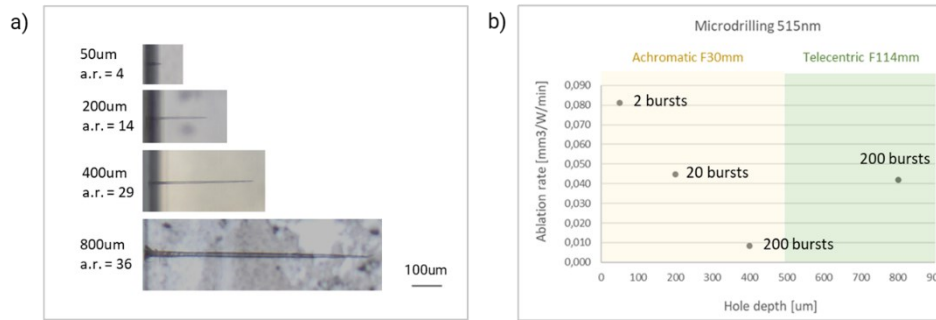 a)
50um
a.r. = 4
200um
a.r. = 14
400um
a.r. = 29
800um
a.r. = 36
100um
b)
Microdrilling 515nm
Achromatic F30mm
Telecentric F114mm
Ablation rate [mm3/W/min]
0,090
0,080
0,070
0,060
0,050
0,040
0,030
0,020
0,010
0,000
2 bursts
20 bursts
200 bursts
200 bursts
0 100 200 300 400 500 600 700 800 900
Hole depth [um]